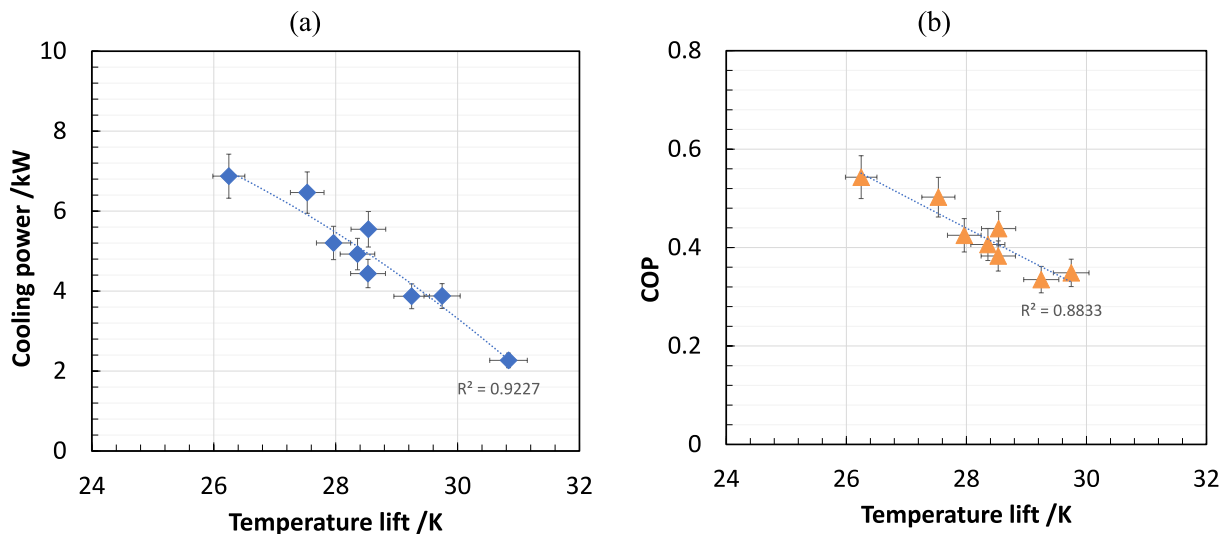 (a)
Cooling power /kW
10
8
6
4
2
0
R² = 0.9227
24 26 28 30 32
Temperature lift /K
(b)
COP
0.8
0.6
0.4
0.2
0
R² = 0.8833
24 26 28 30 32
Temperature lift /K